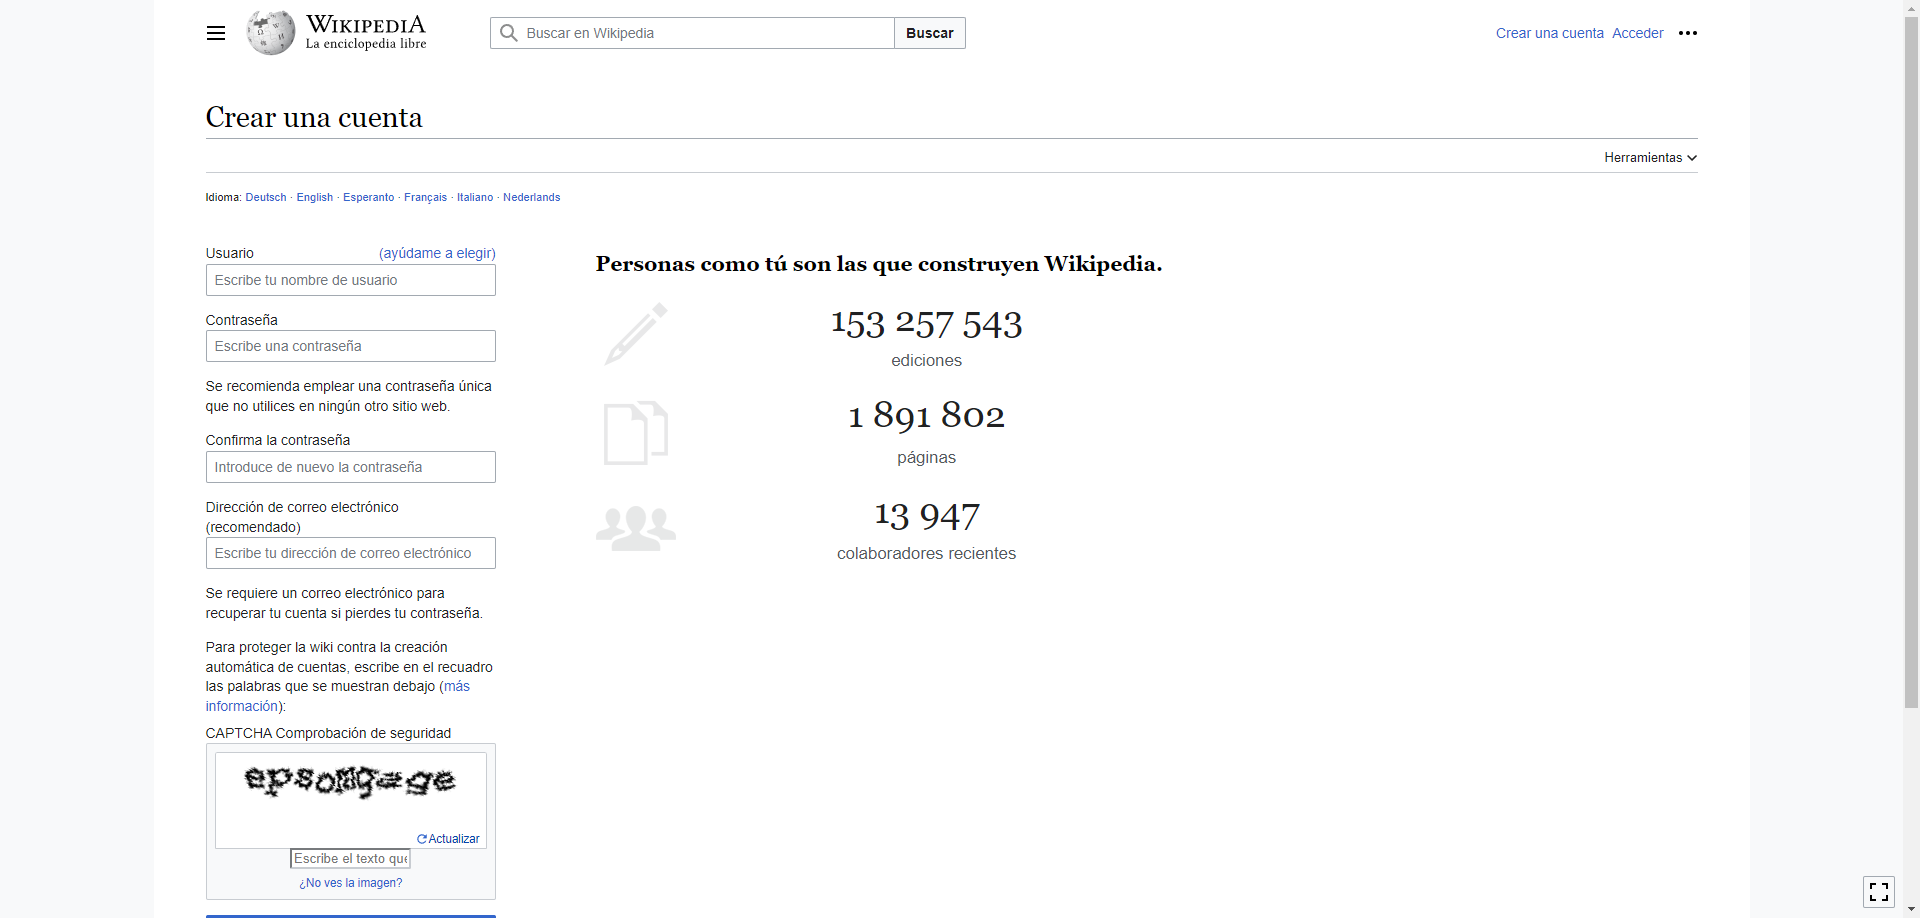 WIKIPEDIA
La enciclopedia libre
Buscar en Wikipedia
Buscar
Crear una cuenta Acceder
Crear una cuenta
Herramientas
Idioma: Deutsch · English · Esperanto · Français · Italiano · Nederlands
Usuario (ayúdame a elegir)
Escribe tu nombre de usuario
Contraseña
Escribe una contraseña
Se recomienda emplear una contraseña única
que no utilices en ningún otro sitio web.
Confirma la contraseña
Introduce de nuevo la contraseña
Dirección de correo electrónico
(recomendado)
Escribe tu dirección de correo electrónico
Se requiere un correo electrónico para
recuperar tu cuenta si pierdes tu contraseña.
Para proteger la wiki contra la creación
automática de cuentas, escribe en el recuadro
las palabras que se muestran debajo (más
información):
CAPTCHA Comprobación de seguridad
Actualizar
Escribe el texto que
¿No ves la imagen?
Personas como tú son las que construyen Wikipedia.
153 257 543
ediciones
1 891 802
páginas
13 947
colaboradores recientes